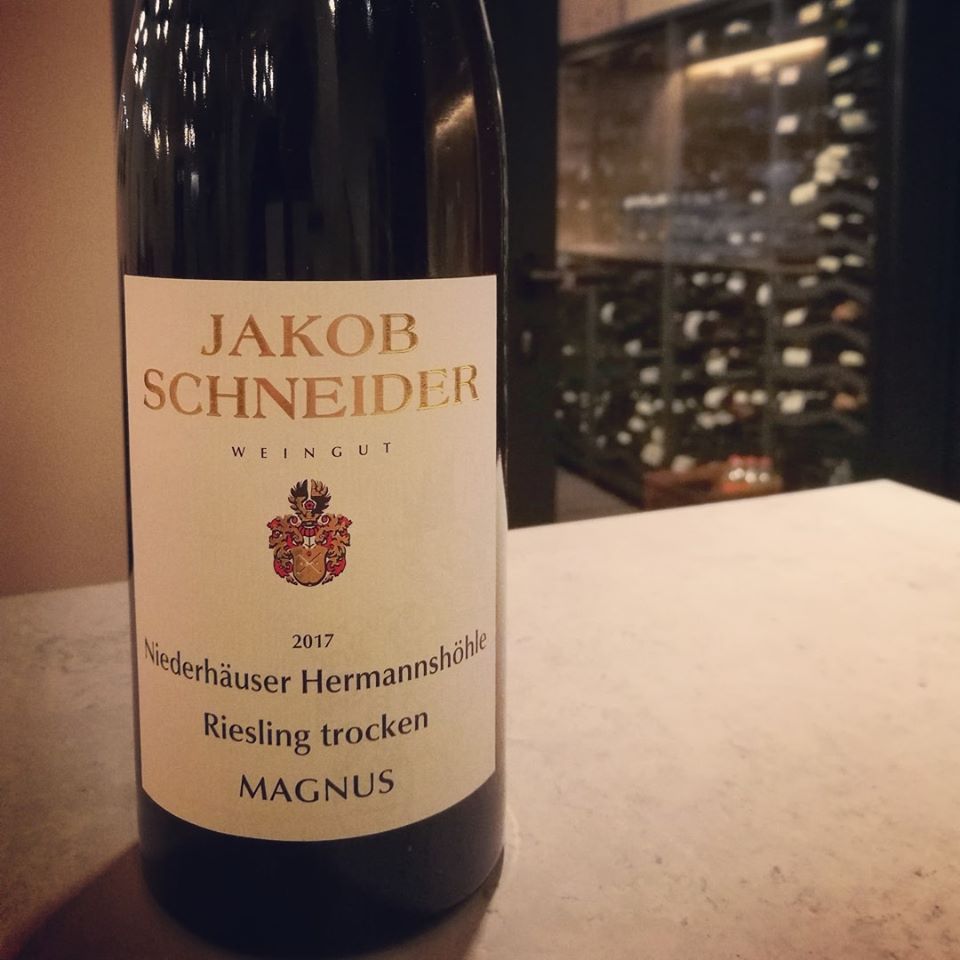 JAKOB
SCHNEIDER
WEINGUT
2017
Niederhäuser Hermannshöhle
Riesling trocken
MAGNUS